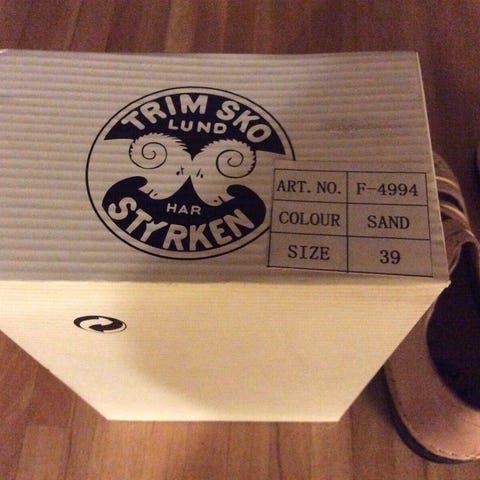 TRIM SKO
LUND
HAR
STYRKEN
ART. NO. F-4994
COLOUR SAND
SIZE 39